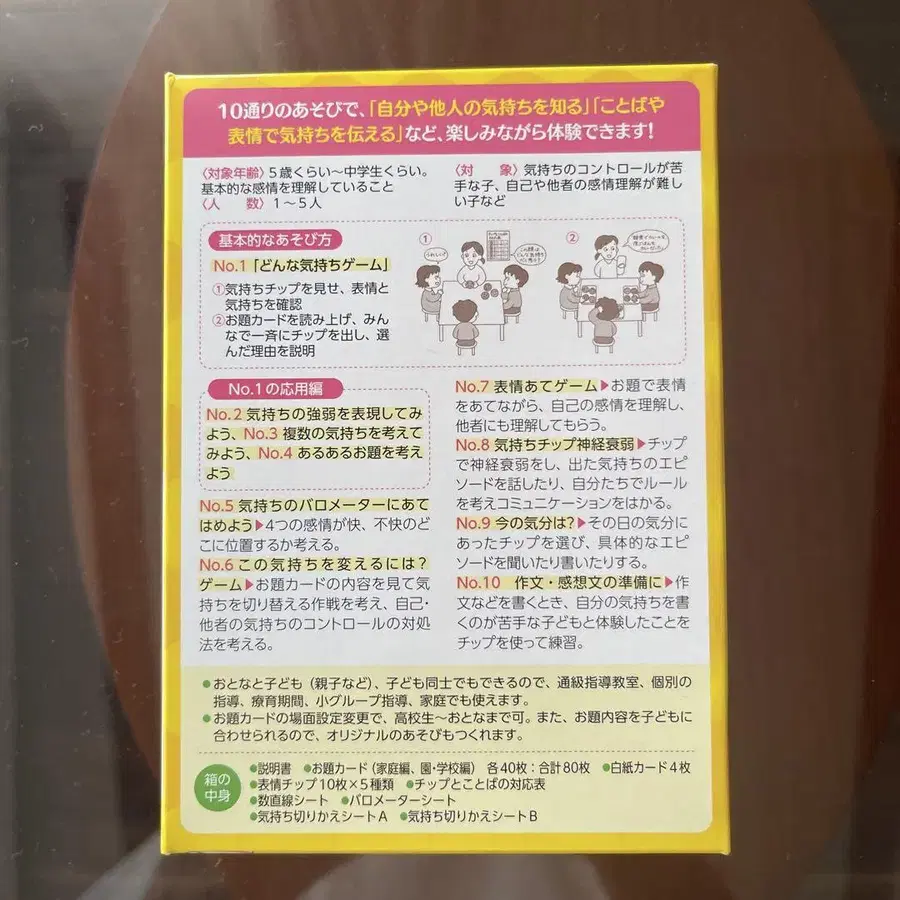 10通りのあそびで、「自分や他人の気持ちを知る」「ことばや
表情で気持ちを伝える」など、楽しみながら体験できます！
〈対象年齢〉5歳くらい〜中学生くらい。
基本的な感情を理解していること
〈人　数〉1〜5人
〈対　象〉気持ちのコントロールが苦
手な子、自己や他者の感情理解が難し
い子など
基本的なあそび方
No.1「どんな気持ちゲーム」
①気持ちチップを見せ、表情と
気持ちを確認
②お題カードを読み上げ、みん
なで一斉にチップを出し、選
んだ理由を説明
①
うれしい！
②
No.1の応用編
No.2 気持ちの強弱を表現してみ
よう、No.3 複数の気持ちを考えて
みよう、No.4 あるあるお題を考え
よう
No.5 気持ちのバロメーターにあて
はめよう▶4つの感情が快、不快のど
こに位置するか考える。
No.6 この気持ちを変えるには？
ゲーム▶お題カードの内容を見て気
持ちを切り替える作戦を考え、自己・
他者の気持ちのコントロールの対処
法を考える。
No.7 表情あてゲーム▶お題で表情
をあてながら、自己の感情を理解し、
他者にも理解してもらう。
No.8 気持ちチップ神経衰弱▶チップ
で神経衰弱をし、出た気持ちのエピ
ソードを話したり、自分たちでルール
を考えコミュニケーションをはかる。
No.9 今の気分は？▶その日の気分に
あったチップを選び、具体的なエピ
ソードを聞いたり書いたりする。
No.10 作文・感想文の準備に▶作
文などを書くとき、自分の気持ちを書
くのが苦手な子どもと体験したことを
チップを使って練習。
●おとなと子ども（親子など）、子ども同士でもできるので、通級指導教室、個別の
指導、療育期間、小グループ指導、家庭でも使えます。
●お題カードの場面設定変更で、高校生〜おとなまで可。また、お題内容を子どもに
合わせられるので、オリジナルのあそびもつくれます。
箱の
中身
●説明書 ●お題カード（家庭編、園・学校編）各40枚：合計80枚 ●白紙カード4枚
●表情チップ10枚×5種類 ●チップとことばの対応表
●数直線シート ●バロメーターシート
●気持ち切りかえシートA ●気持ち切りかえシートB